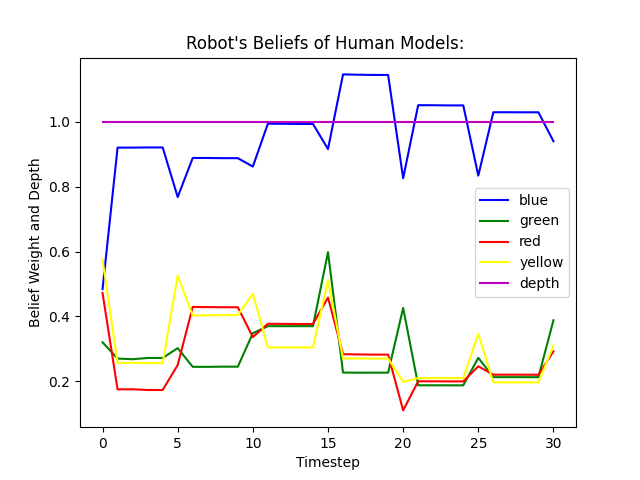 Robot's Beliefs of Human Models:
Belief Weight and Depth
1.0
0.8
0.6
0.4
0.2
blue
green
red
yellow
depth
0 5 10 15 20 25 30
Timestep